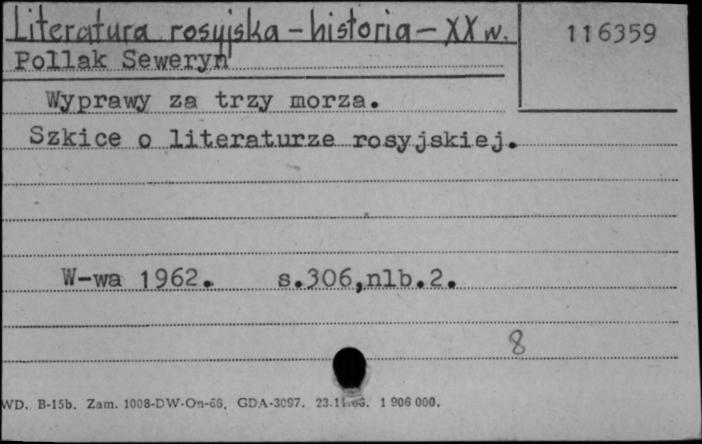 Literatura rosyjska - historia - XX w.
116359
Pollak Seweryn
Wyprawy za trzy morza.
Szkice o literaturze rosyjskiej.
W-wa 1962. s.306,nlb.2.
8
WD. B-15b. Zam. 1008-DW-On-66. GDA-3097. 1 906 000.